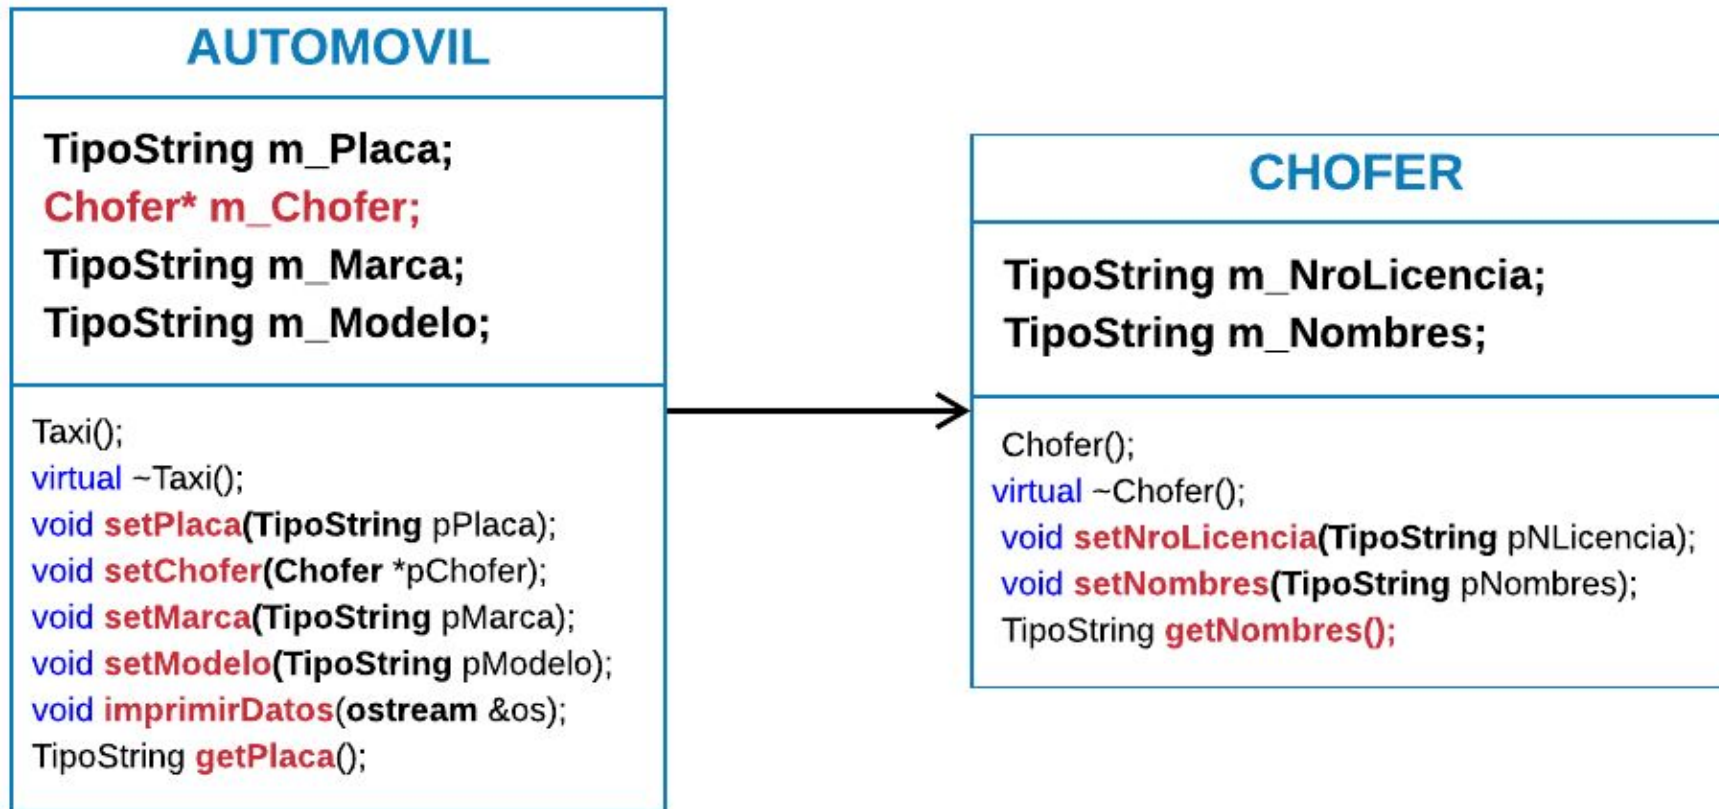 AUTOMOVIL
TipoString m_Placa;
Chofer* m_Chofer;
TipoString m_Marca;
TipoString m_Modelo;
Taxi();
virtual ~Taxi();
void setPlaca(TipoString pPlaca);
void setChofer(Chofer *pChofer);
void setMarca(TipoString pMarca);
void setModelo(TipoString pModelo);
void imprimirDatos(ostream &os);
TipoString getPlaca();
CHOFER
TipoString m_NroLicencia;
TipoString m_Nombres;
Chofer();
virtual ~Chofer();
void setNroLicencia(TipoString pNLicencia);
void setNombres(TipoString pNombres);
TipoString getNombres();